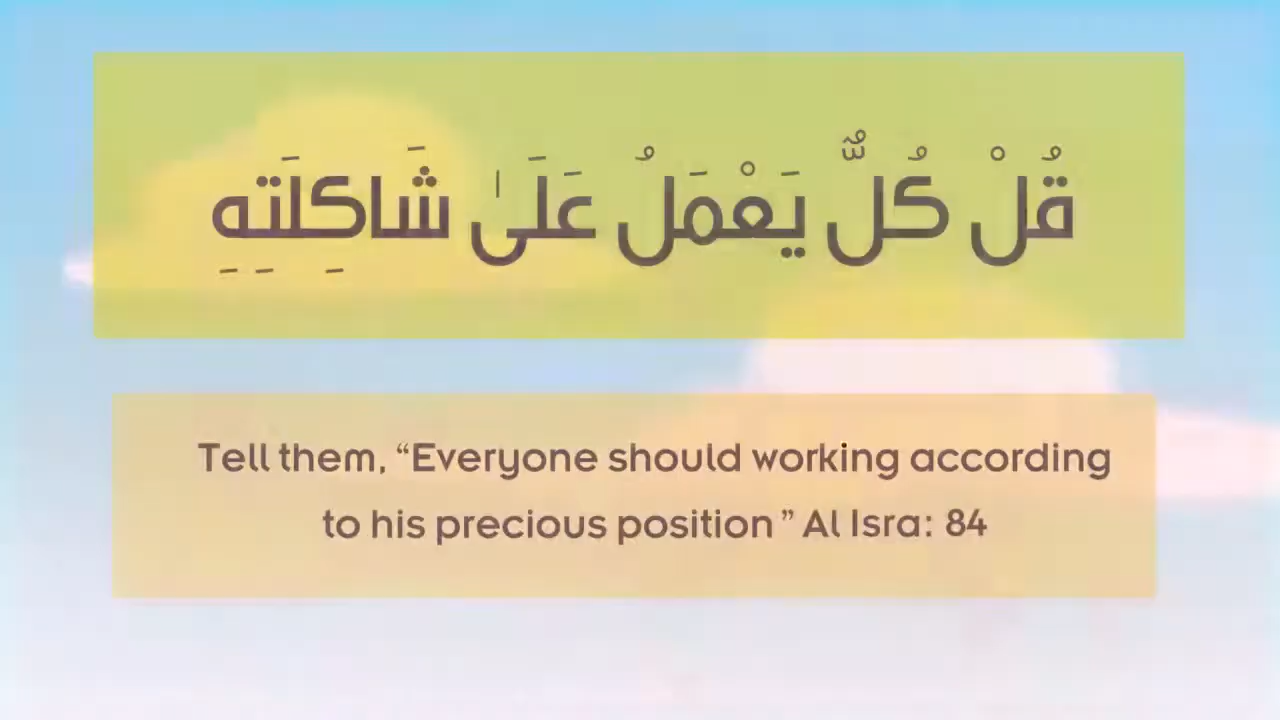 قُلْ كُلٌّ يَعْمَلُ عَلَىٰ شَاكِلَتِهِ
Tell them, “Everyone should working according
to his precious position” Al Isra: 84